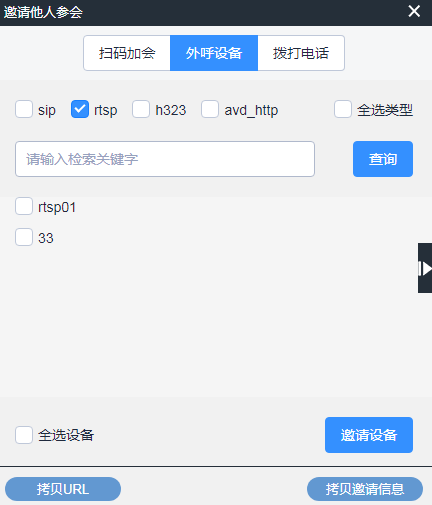 邀请他人参会
扫码加会 外呼设备 拨打电话
sip rtsp h323 avd_http 全选类型
请输入检索关键字 查询
rtsp01
33
全选设备 邀请设备
拷贝URL 拷贝邀请信息